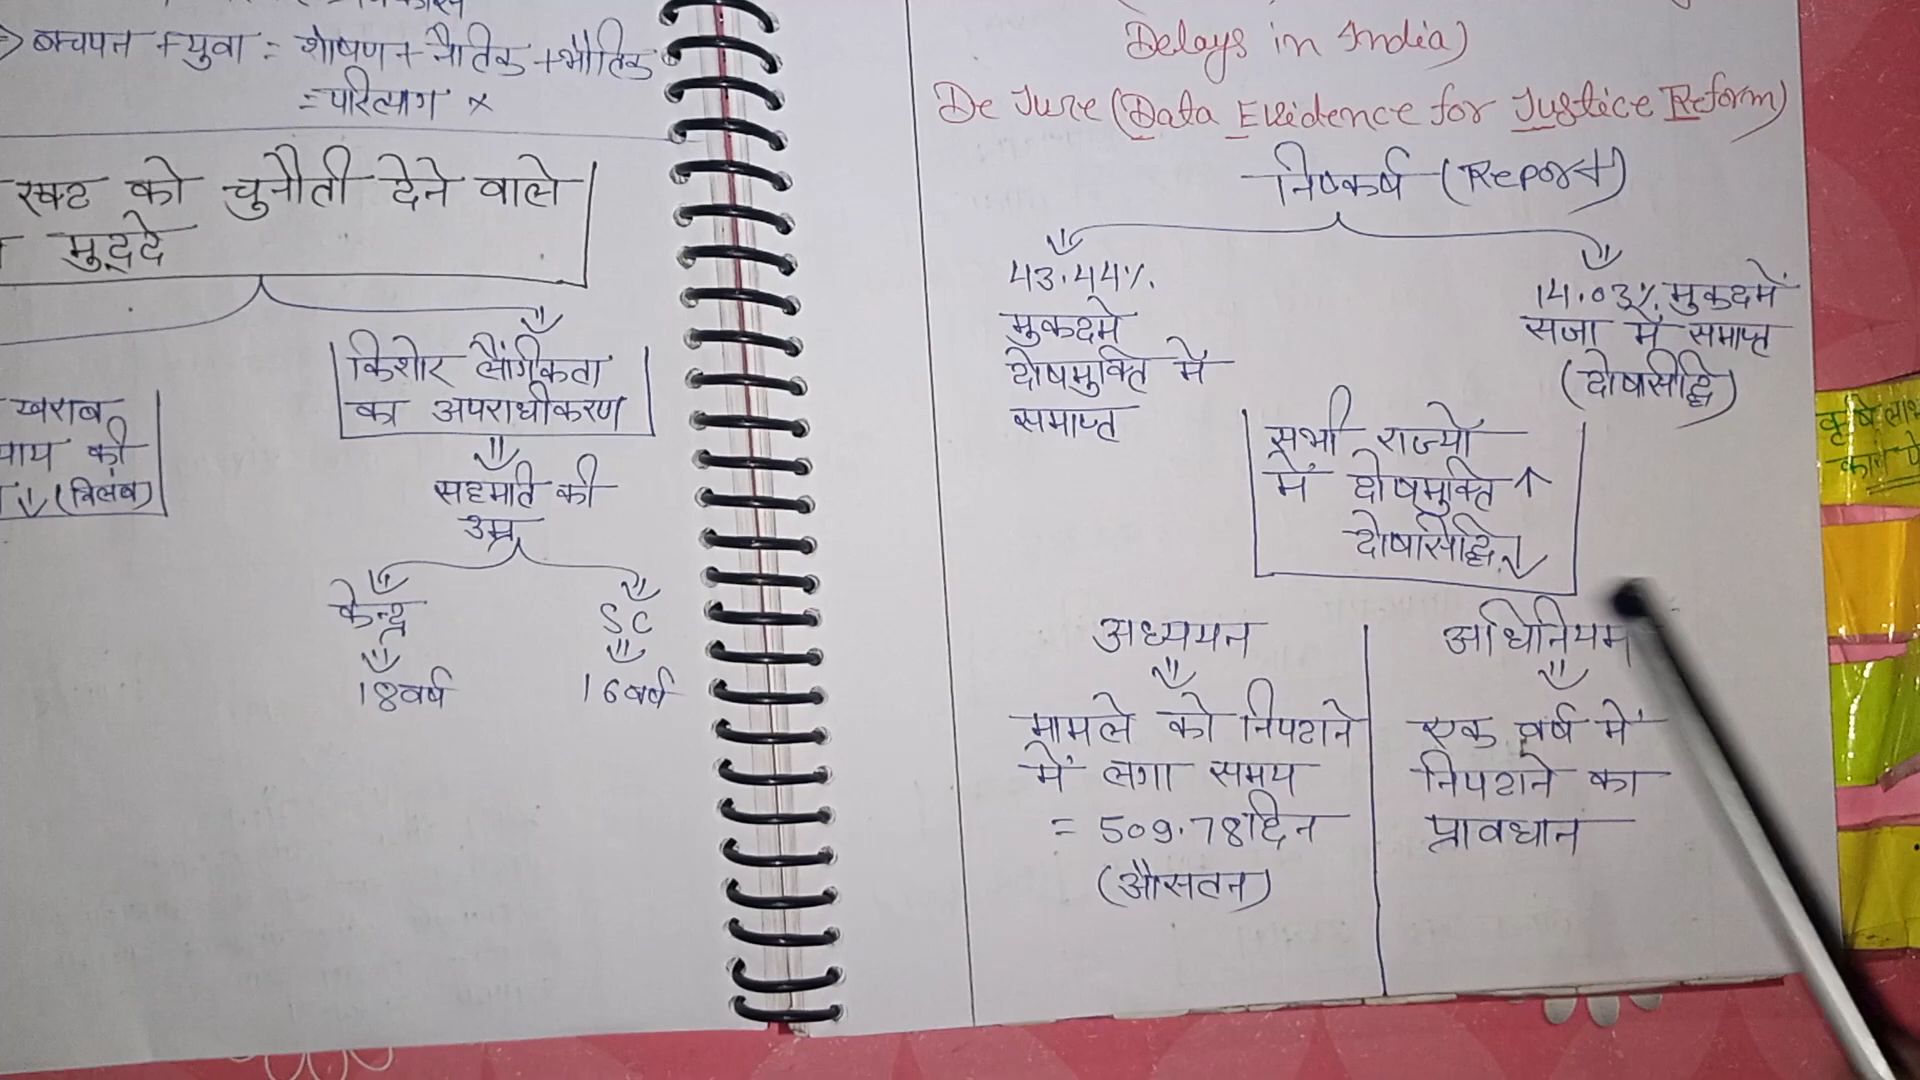 ⇒ बचपन + युवा = शोषण + नैतिक + भौतिक
= परित्याग ×
एक्ट को चुनौती देने वाले
मुद्दे
खराब
की
(विलंब)
किशोर लैंगिकता
का अपराधीकरण
सहमति की
उम्र
केन्द्र
SC
18 वर्ष
16 वर्ष
Delays in India)
De Jure (Data Evidence for Justice Reform)
निष्कर्ष (Report)
43.44%
मुकदमे
दोषमुक्ति में
समाप्त
14.03% मुकदमें
सजा में समाप्त
(दोषसिद्धि)
सभी राज्यों
में दोषमुक्ति ↑
दोषसिद्धि ↓
अध्ययन
मामले को निपटाने
में लगा समय
= 509.78 दिन
(औसतन)
अधिनियम
एक वर्ष में
निपटाने का
प्रावधान
कृषि